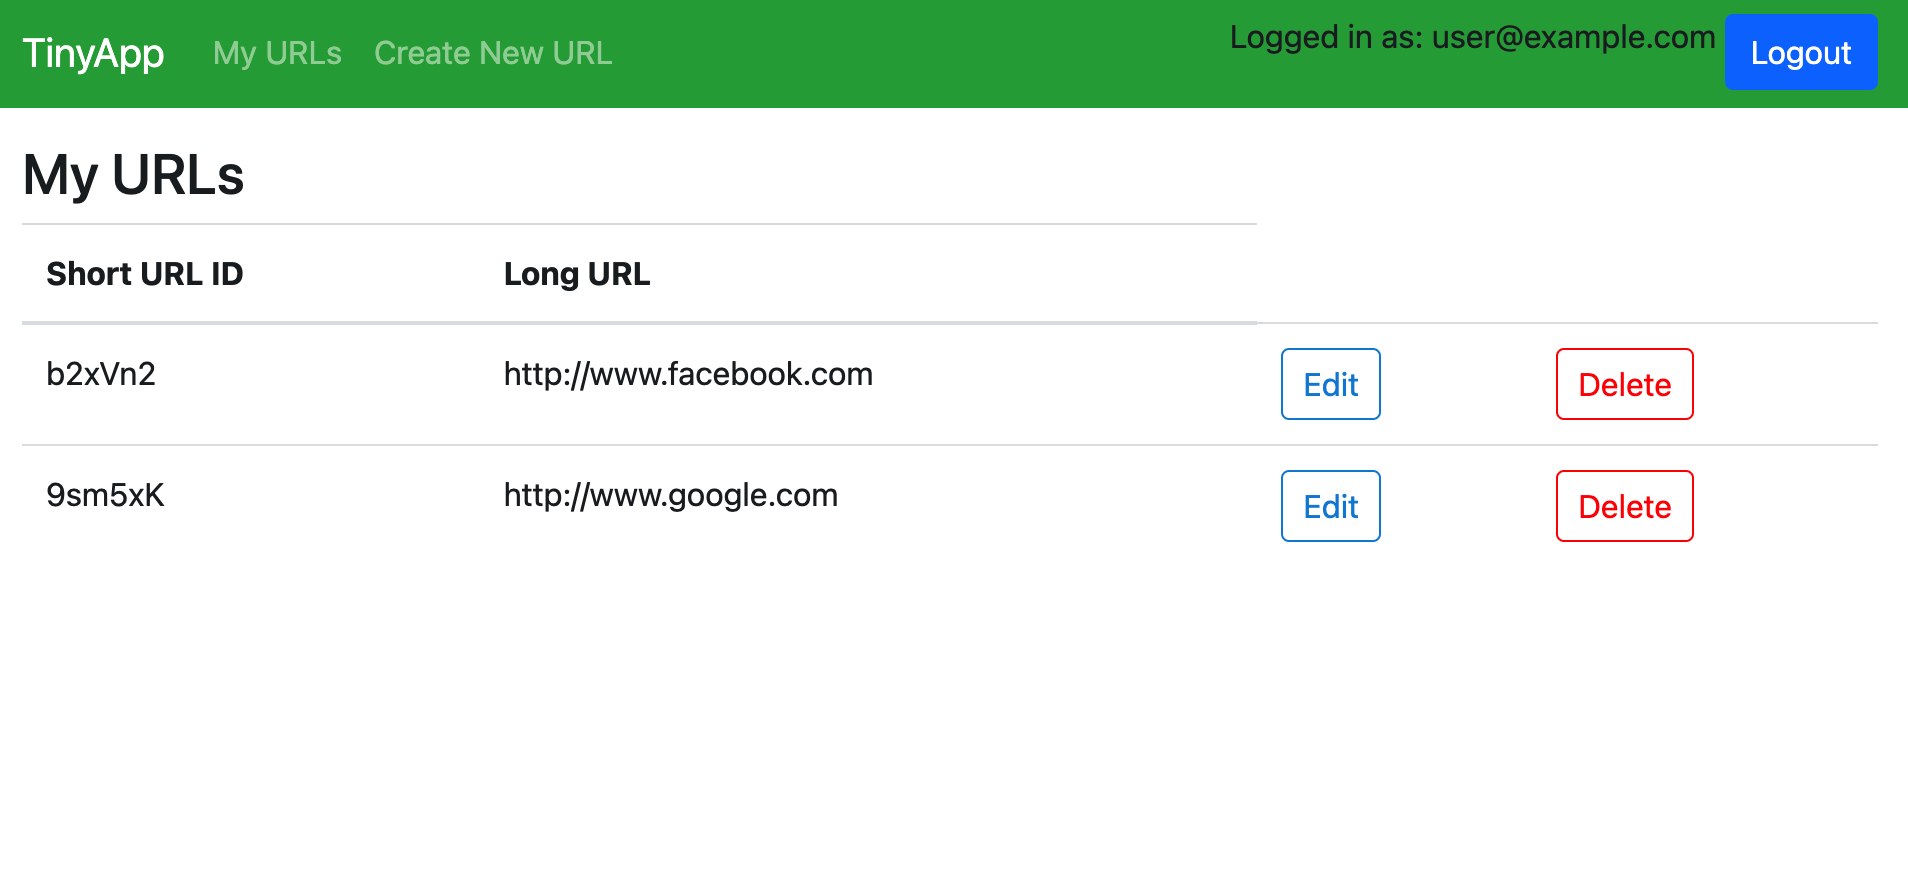 TinyApp My URLs Create New URL Logged in as: user@example.com Logout
My URLs
Short URL ID Long URL
b2xVn2 http://www.facebook.com Edit Delete
9sm5xK http://www.google.com Edit Delete